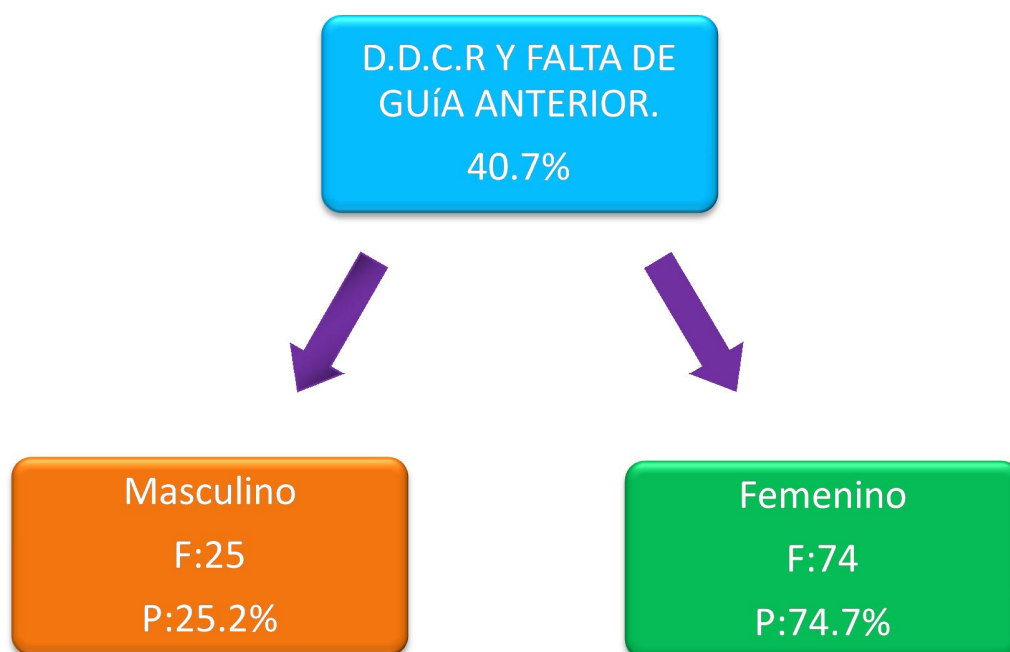 D.D.C.R Y FALTA DE
GUíA ANTERIOR.
40.7%
Masculino
F:25
P:25.2%
Femenino
F:74
P:74.7%